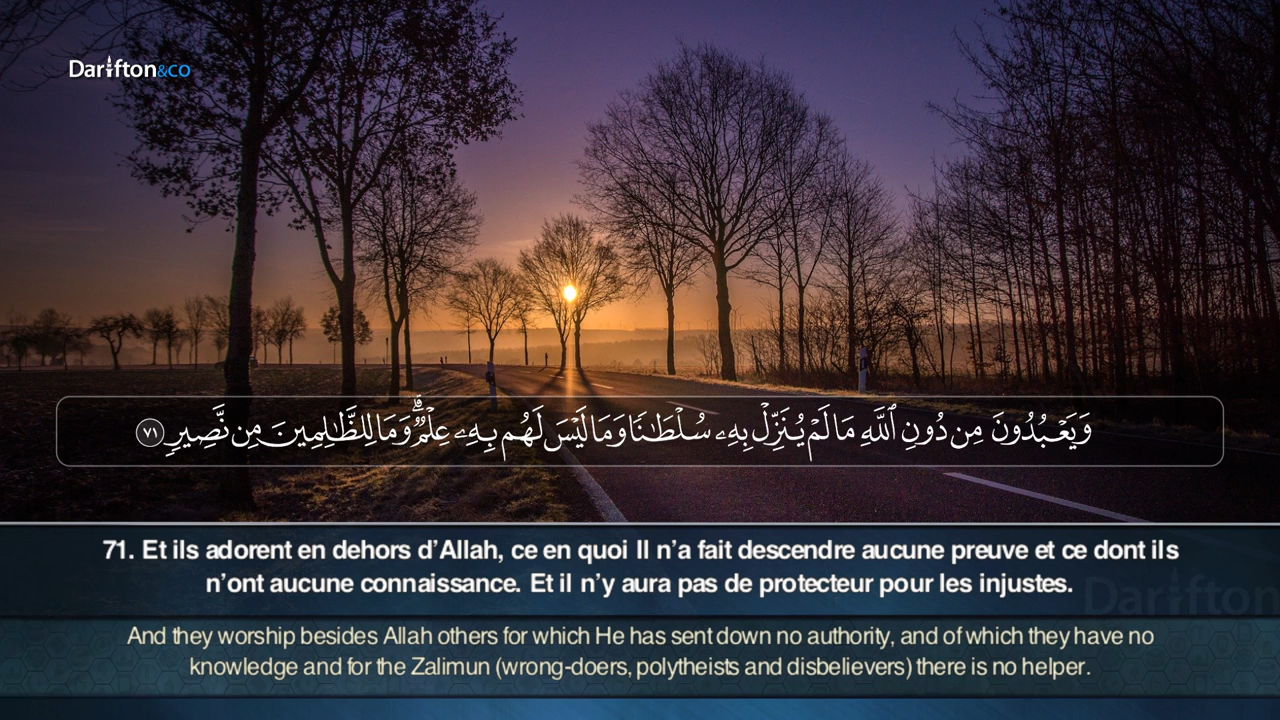 Darifton&co
وَيَعْبُدُونَ مِن دُونِ ٱللَّهِ مَا لَمْ يُنَزِّلْ بِهِۦ سُلْطَـٰنًا وَمَا لَيْسَ لَهُم بِهِۦ عِلْمٌ ۗ وَمَا لِلظَّـٰلِمِينَ مِن نَّصِيرٍ ٧١
71. Et ils adorent en dehors d’Allah, ce en quoi Il n’a fait descendre aucune preuve et ce dont ils
n’ont aucune connaissance. Et il n’y aura pas de protecteur pour les injustes.
Darifton
And they worship besides Allah others for which He has sent down no authority, and of which they have no
knowledge and for the Zalimun (wrong-doers, polytheists and disbelievers) there is no helper.